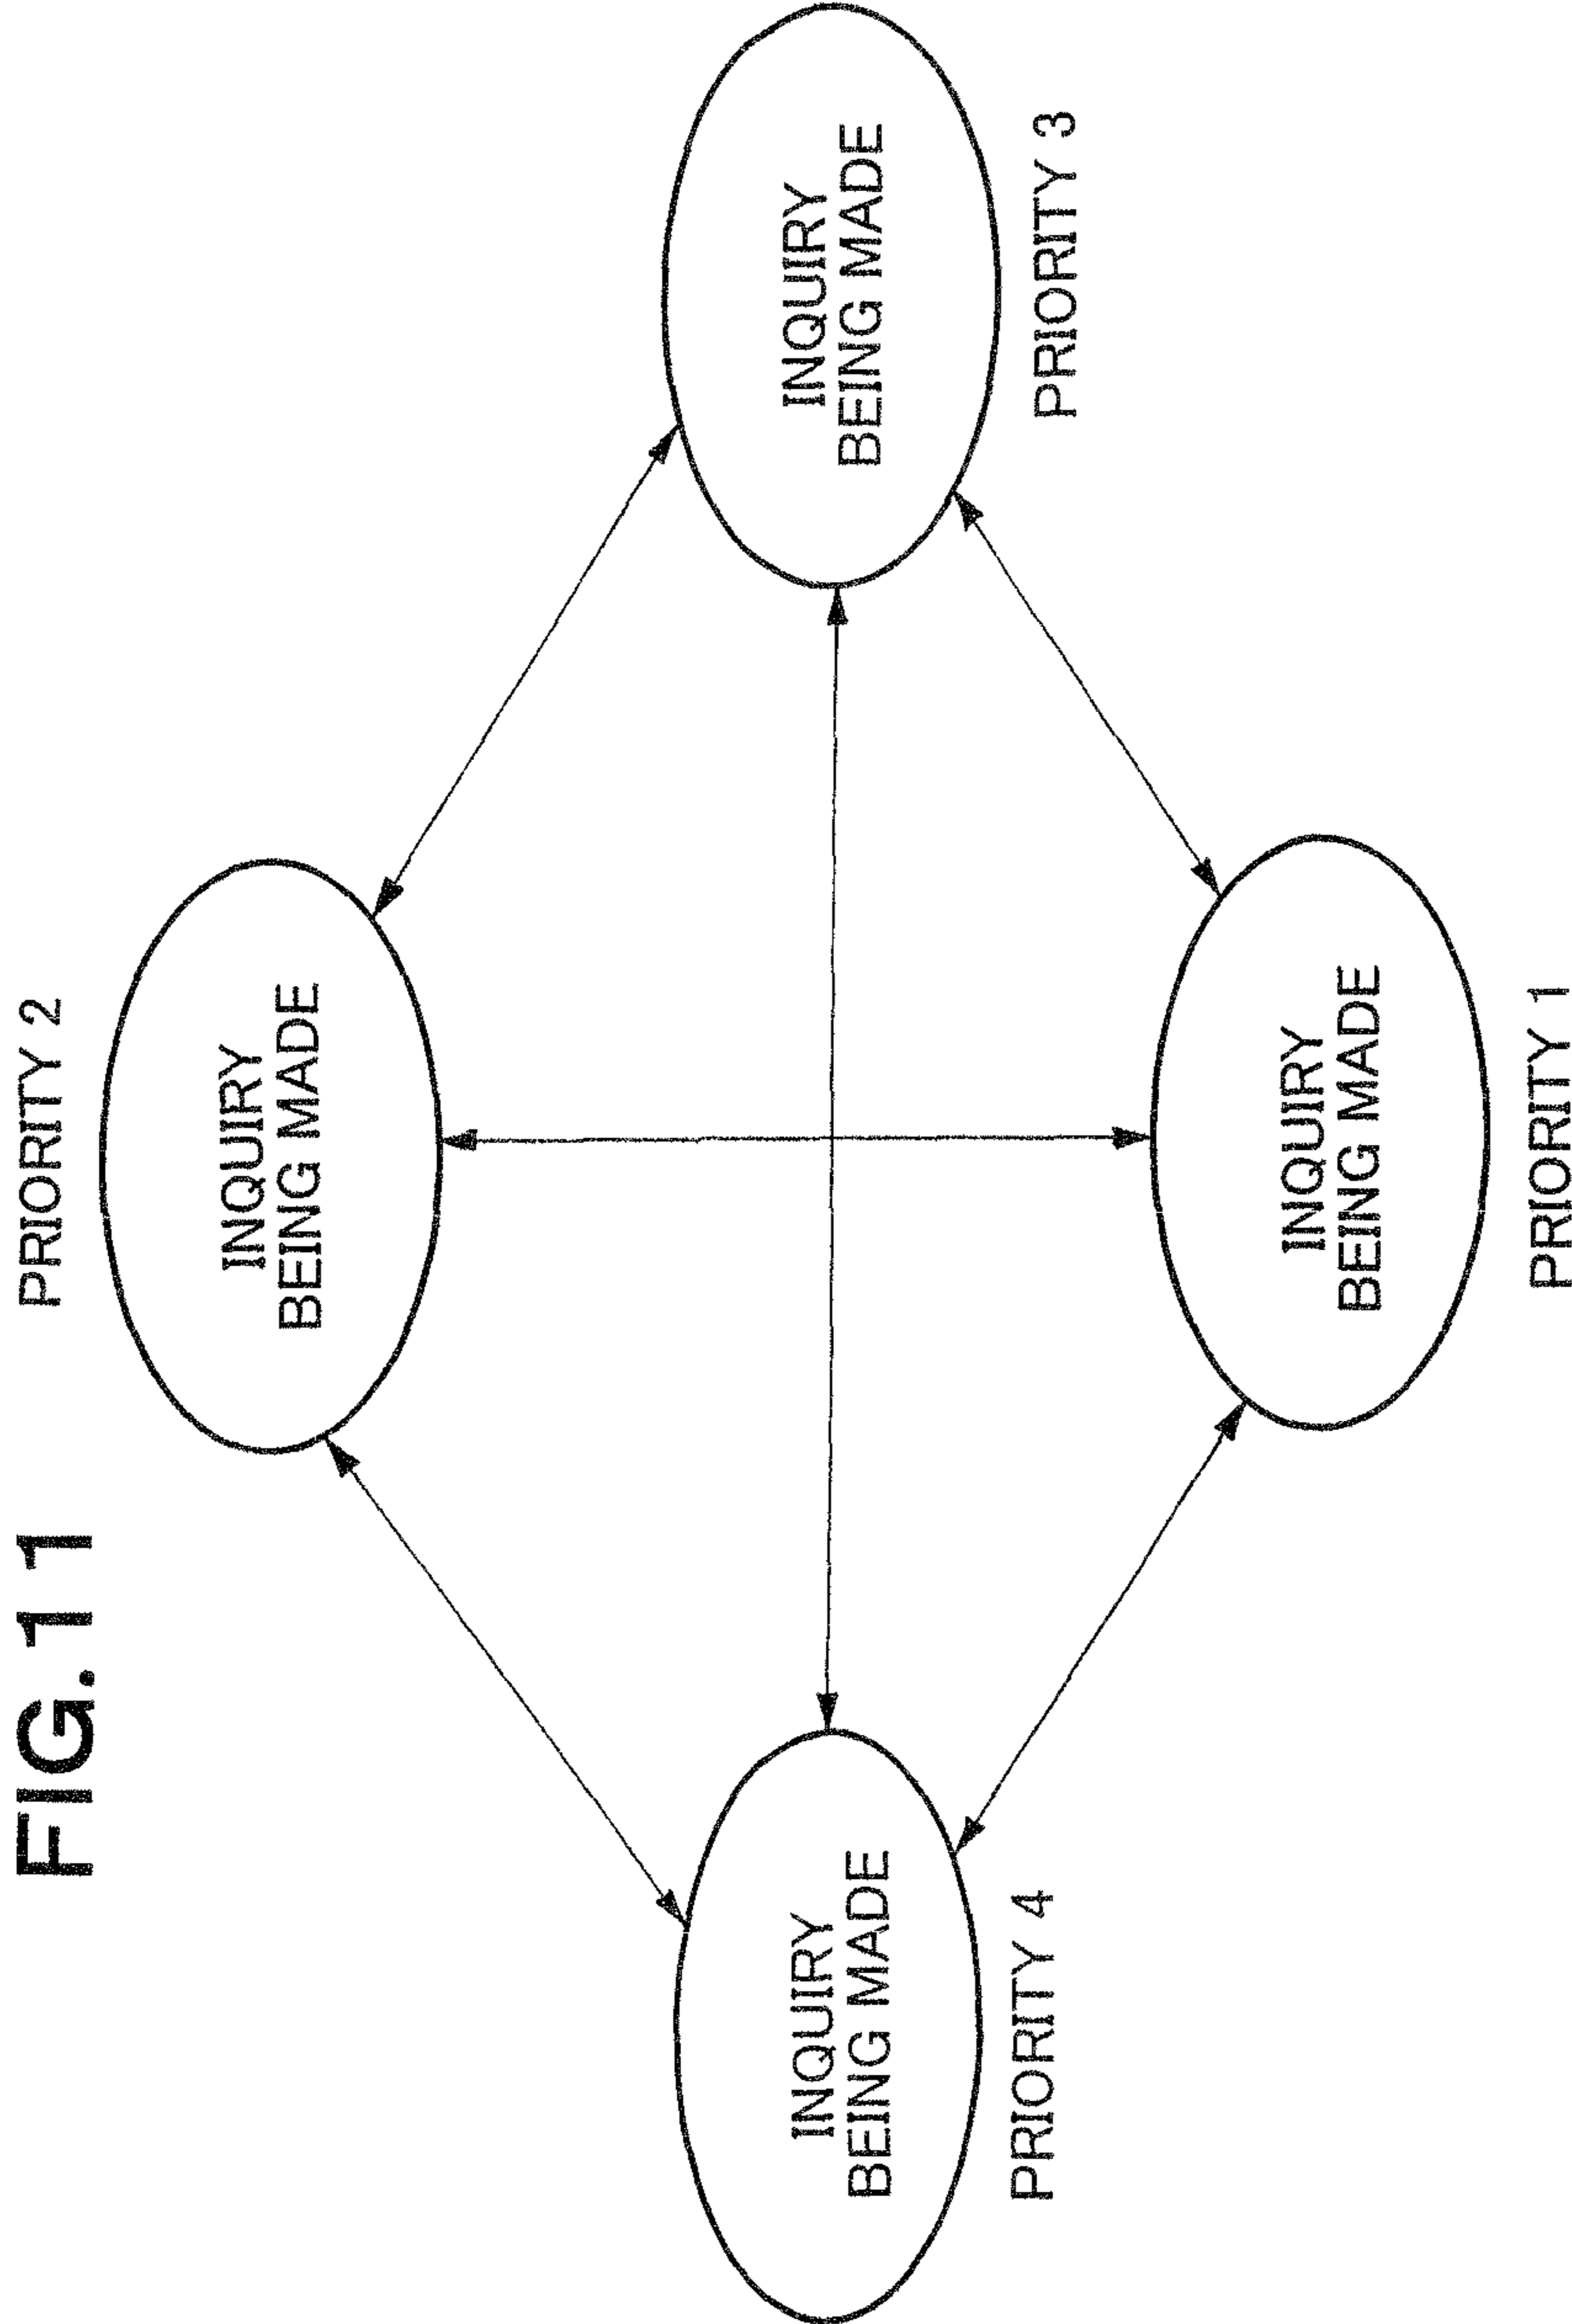 FIG.11
PRIORITY 2
INQUIRY
BEING MADE
INQUIRY
BEING MADE
PRIORITY 4
INQUIRY
BEING MADE
PRIORITY 3
INQUIRY
BEING MADE
PRIORITY 1